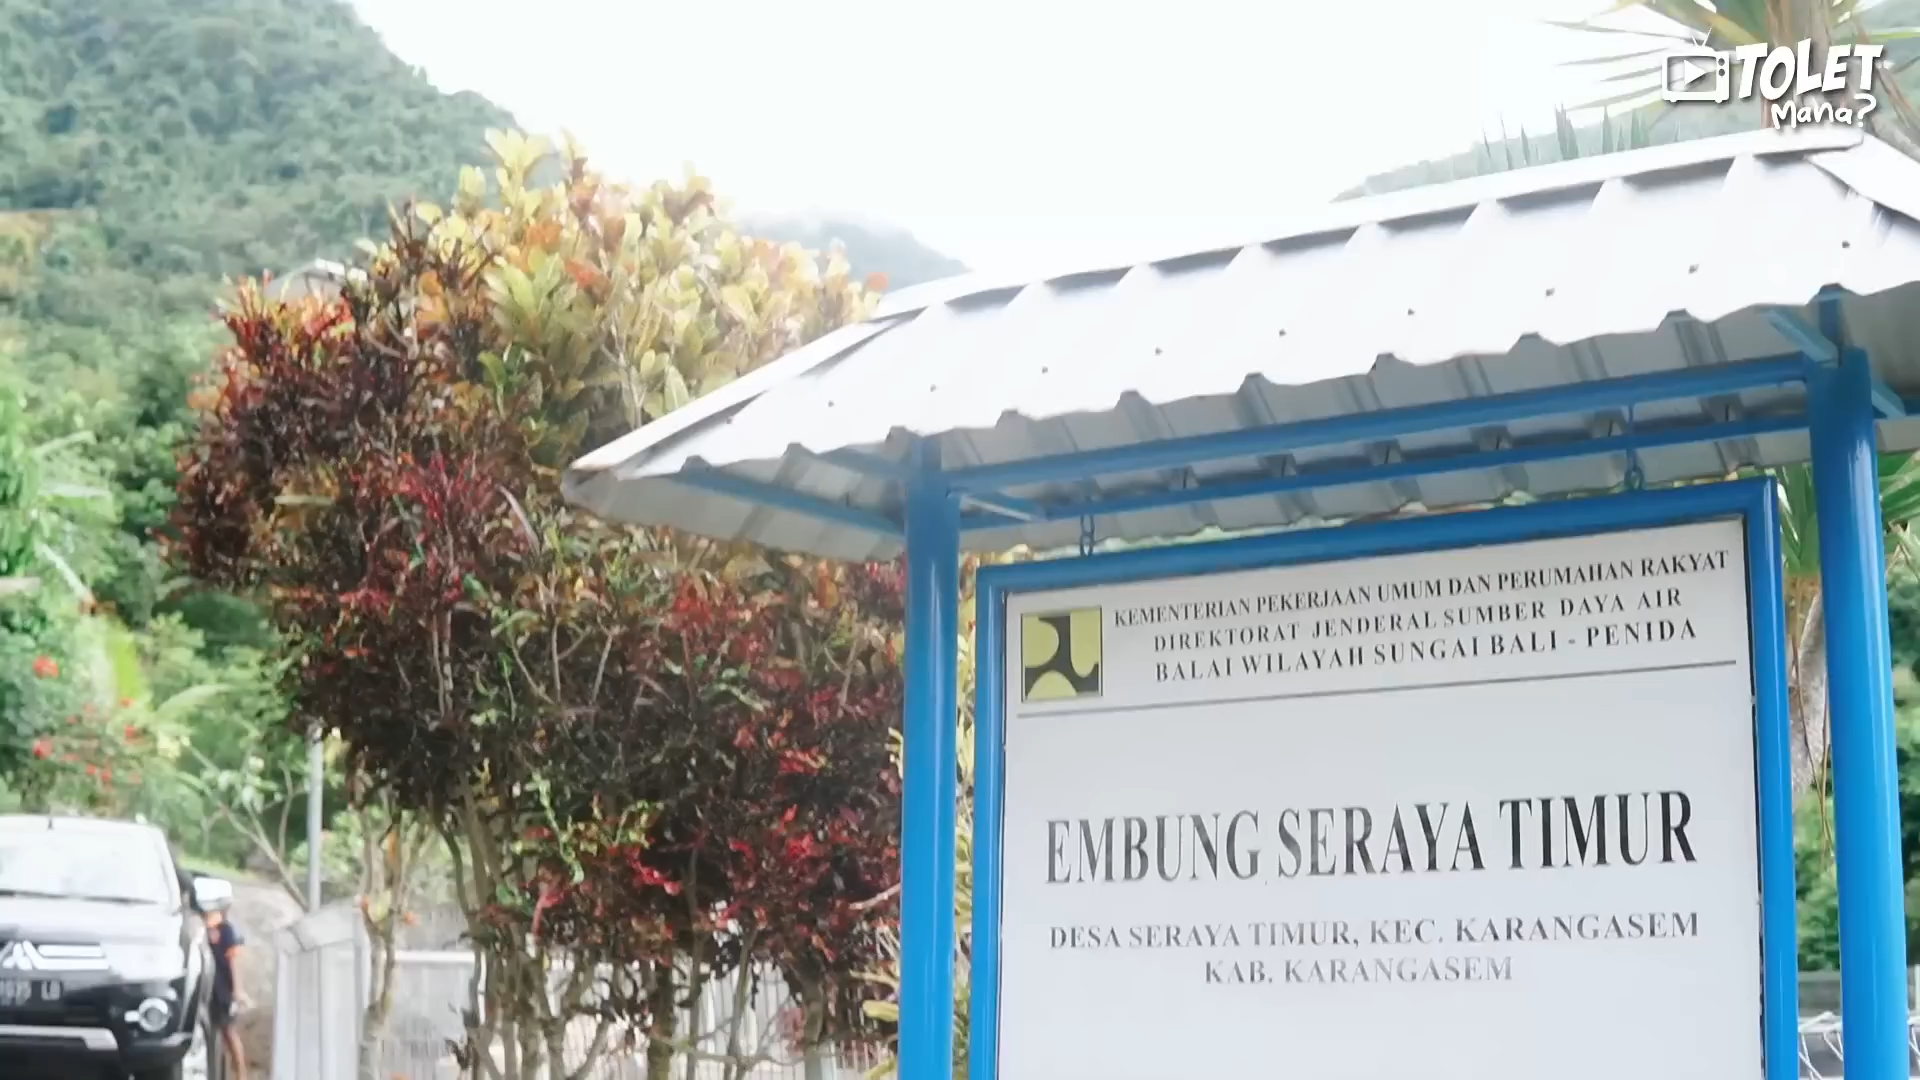 TOLET
Mana?
KEMENTERIAN PEKERJAAN UMUM DAN PERUMAHAN RAKYAT
DIREKTORAT JENDERAL SUMBER DAYA AIR
BALAI WILAYAH SUNGAI BALI - PENIDA
EMBUNG SERAYA TIMUR
DESA SERAYA TIMUR, KEC. KARANGASEM
KAB. KARANGASEM